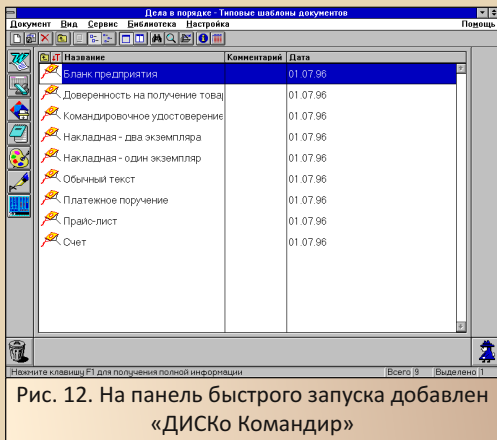 Дела в порядке - Типовые шаблоны документов
Документ Вид Сервис Библиотека Настройка Помощь
Название Комментарий Дата
Бланк предприятия 01.07.96
Доверенность на получение товар 01.07.96
Командировочное удостоверение 01.07.96
Накладная - два экземпляра 01.07.96
Накладная - один экземпляр 01.07.96
Обычный текст 01.07.96
Платежное поручение 01.07.96
Прайс-лист 01.07.96
Счет 01.07.96
Нажмите клавишу F1 для получения полной информации Всего 9 Выделено 1
Рис. 12. На панель быстрого запуска добавлен
«ДИСКо Командир»